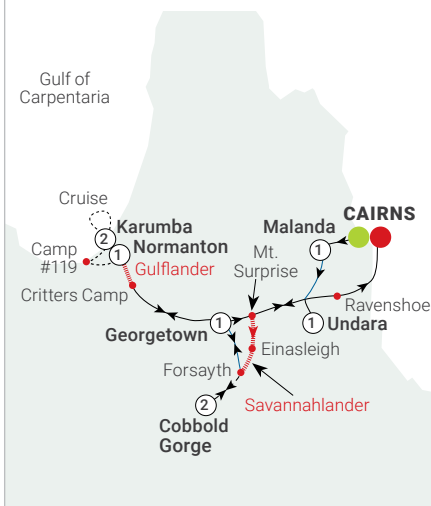 Gulf of
Carpentaria
Cruise
2
Karumba
1
Normanton
Camp
#119
Gulflander
Critters Camp
CAIRNS
Malanda
1
Mt.
Surprise
Ravenshoe
1
Undara
Georgetown
1
Einasleigh
Forsayth
Savannahlander
2
Cobbold
Gorge